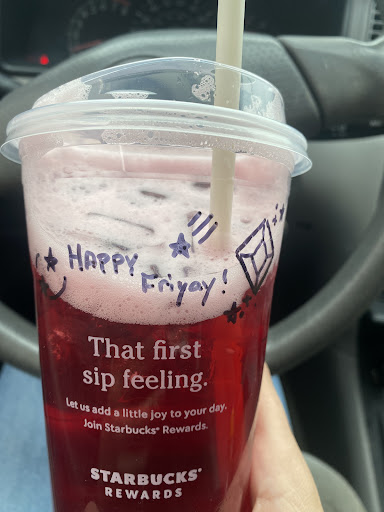 HAPPY
Friyay!
That first
sip feeling.
Let us add a little joy to your day.
Join Starbucks® Rewards.
STARBUCKS®
REWARDS